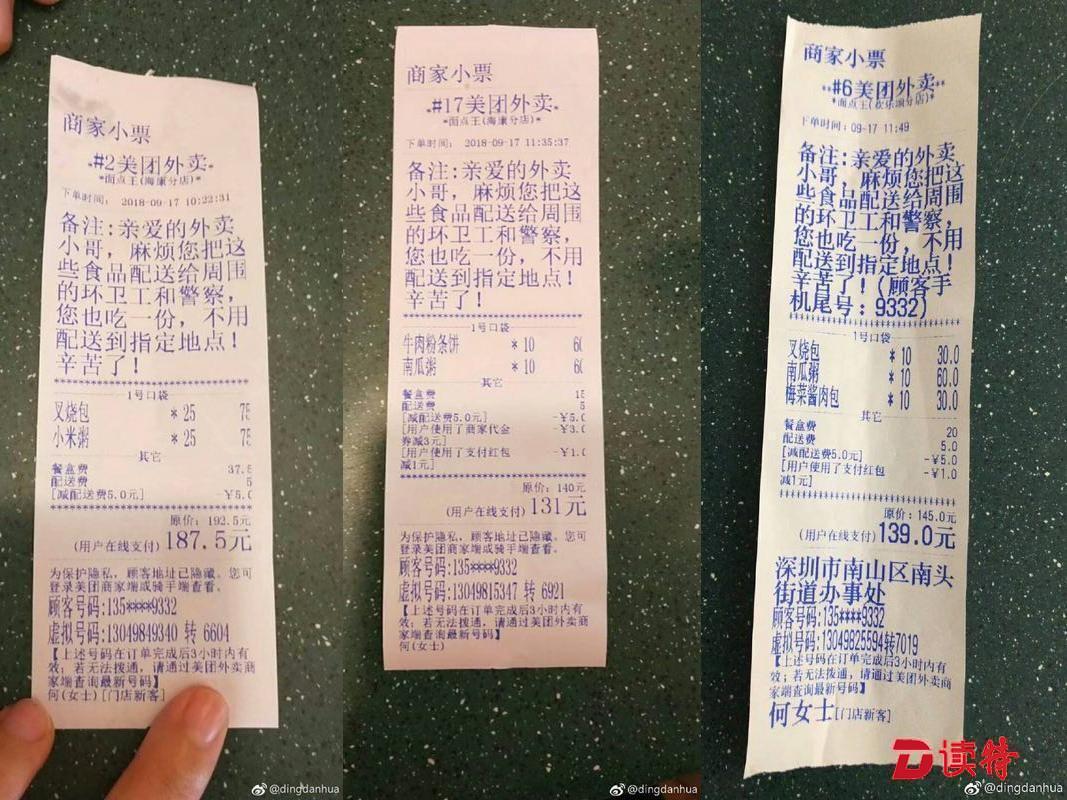 商家小票
*#2美团外卖*
*面点王(海康分店)*
下单时间: 2018-09-17 10:22:31
备注:亲爱的外卖
小哥，麻烦您把这
些食品配送给周围
的环卫工和警察，
您也吃一份，不用
配送到指定地点！
辛苦了！
1号口袋
叉烧包 * 25 75
小米粥 * 25 75
其它
餐盒费 37.5
配送费 5
[减配送费5.0元] -￥5.0
原价: 192.5元
(用户在线支付) 187.5元
为保护隐私，顾客地址已隐藏。您可
登录美团商家端或骑手端查看。
顾客号码:135****9332
虚拟号码:13049849340 转 6604
【上述号码在订单完成后3小时内有
效；若无法拨通，请通过美团外卖商
家端查询最新号码】
何(女士)[门店新客]
@dingdanhua
商家小票
*#17美团外卖*
*面点王(海康分店)*
下单时间: 2018-09-17 11:35:37
备注:亲爱的外卖
小哥，麻烦您把这
些食品配送给周围
的环卫工和警察，
您也吃一份，不用
配送到指定地点！
辛苦了！
1号口袋
牛肉粉条饼 * 10 60
南瓜粥 * 10 60
其它
餐盒费 15
配送费 5
[减配送费5.0元] -￥5.0
[用户使用了商家代金 -￥3.0
券减3元]
[用户使用了支付红包 -￥1.0
减1元]
原价: 140元
(用户在线支付) 131元
为保护隐私，顾客地址已隐藏。您可
登录美团商家端或骑手端查看。
顾客号码:135****9332
虚拟号码:13049815347 转 6921
【上述号码在订单完成后3小时内有
效；若无法拨通，请通过美团外卖商
家端查询最新号码】
何(女士)
@dingdanhua
商家小票
**#6美团外卖**
*面点王(欢乐颂分店)*
下单时间: 09-17 11:49
备注:亲爱的外卖
小哥，麻烦您把这
些食品配送给周围
的环卫工和警察，
您也吃一份，不用
配送到指定地点！
辛苦了！(顾客手
机尾号: 9332)
1号口袋
叉烧包 * 10 30.0
南瓜粥 * 10 60.0
梅菜酱肉包 * 10 30.0
其它
餐盒费 20
配送费 5.0
[减配送费5.0元] -￥5.0
[用户使用了支付红包 -￥1.0
减1元]
原价: 145.0元
(用户在线支付) 139.0元
深圳市南山区南头
街道办事处
顾客号码:135****9332
虚拟号码:13049825594转7019
【上述号码在订单完成后3小时内有
效；若无法拨通，请通过美团外卖商
家端查询最新号码】
何女士[门店新客]
读特
@dingdanhua